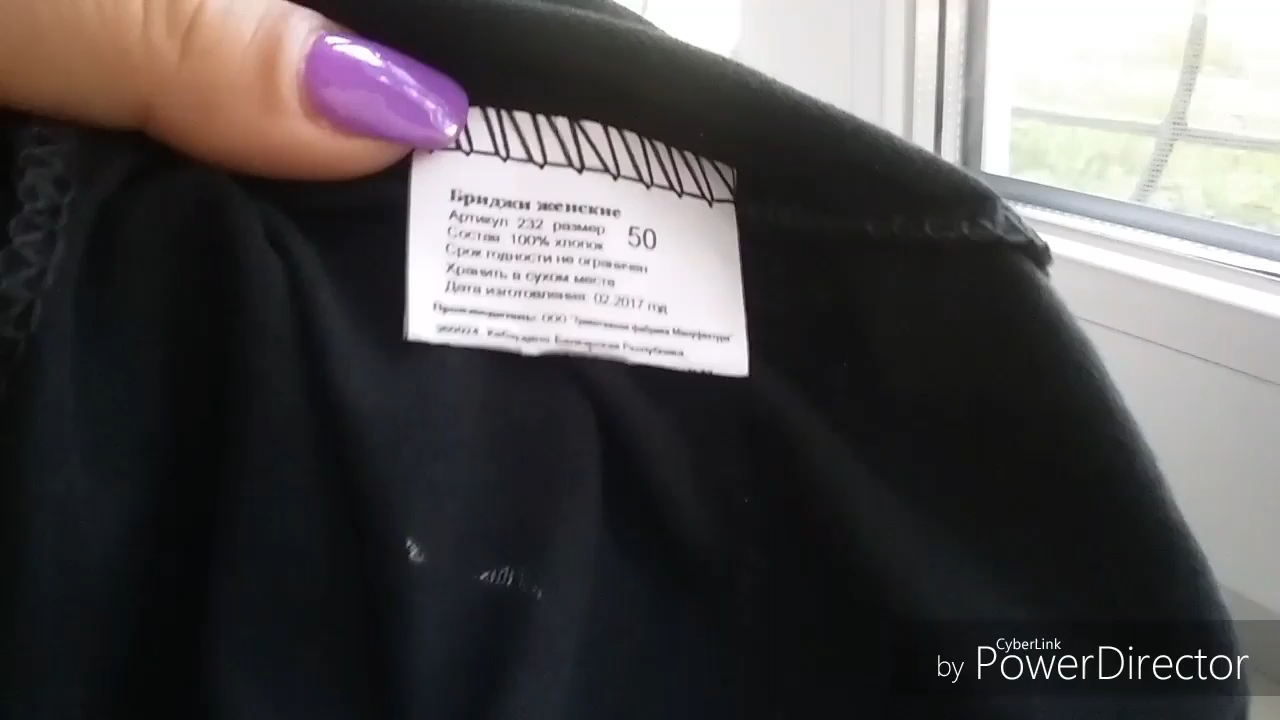 Бриджи женские
Артикул 232 размер 50
Состав 100% хлопок
Срок годности не ограничен
Хранить в сухом месте
Дата изготовления 02.2017 год
Производитель: ООО "Трикотажная фабрика Мануфактура"
Кабардино Балкарская Республика
CyberLink
by PowerDirector